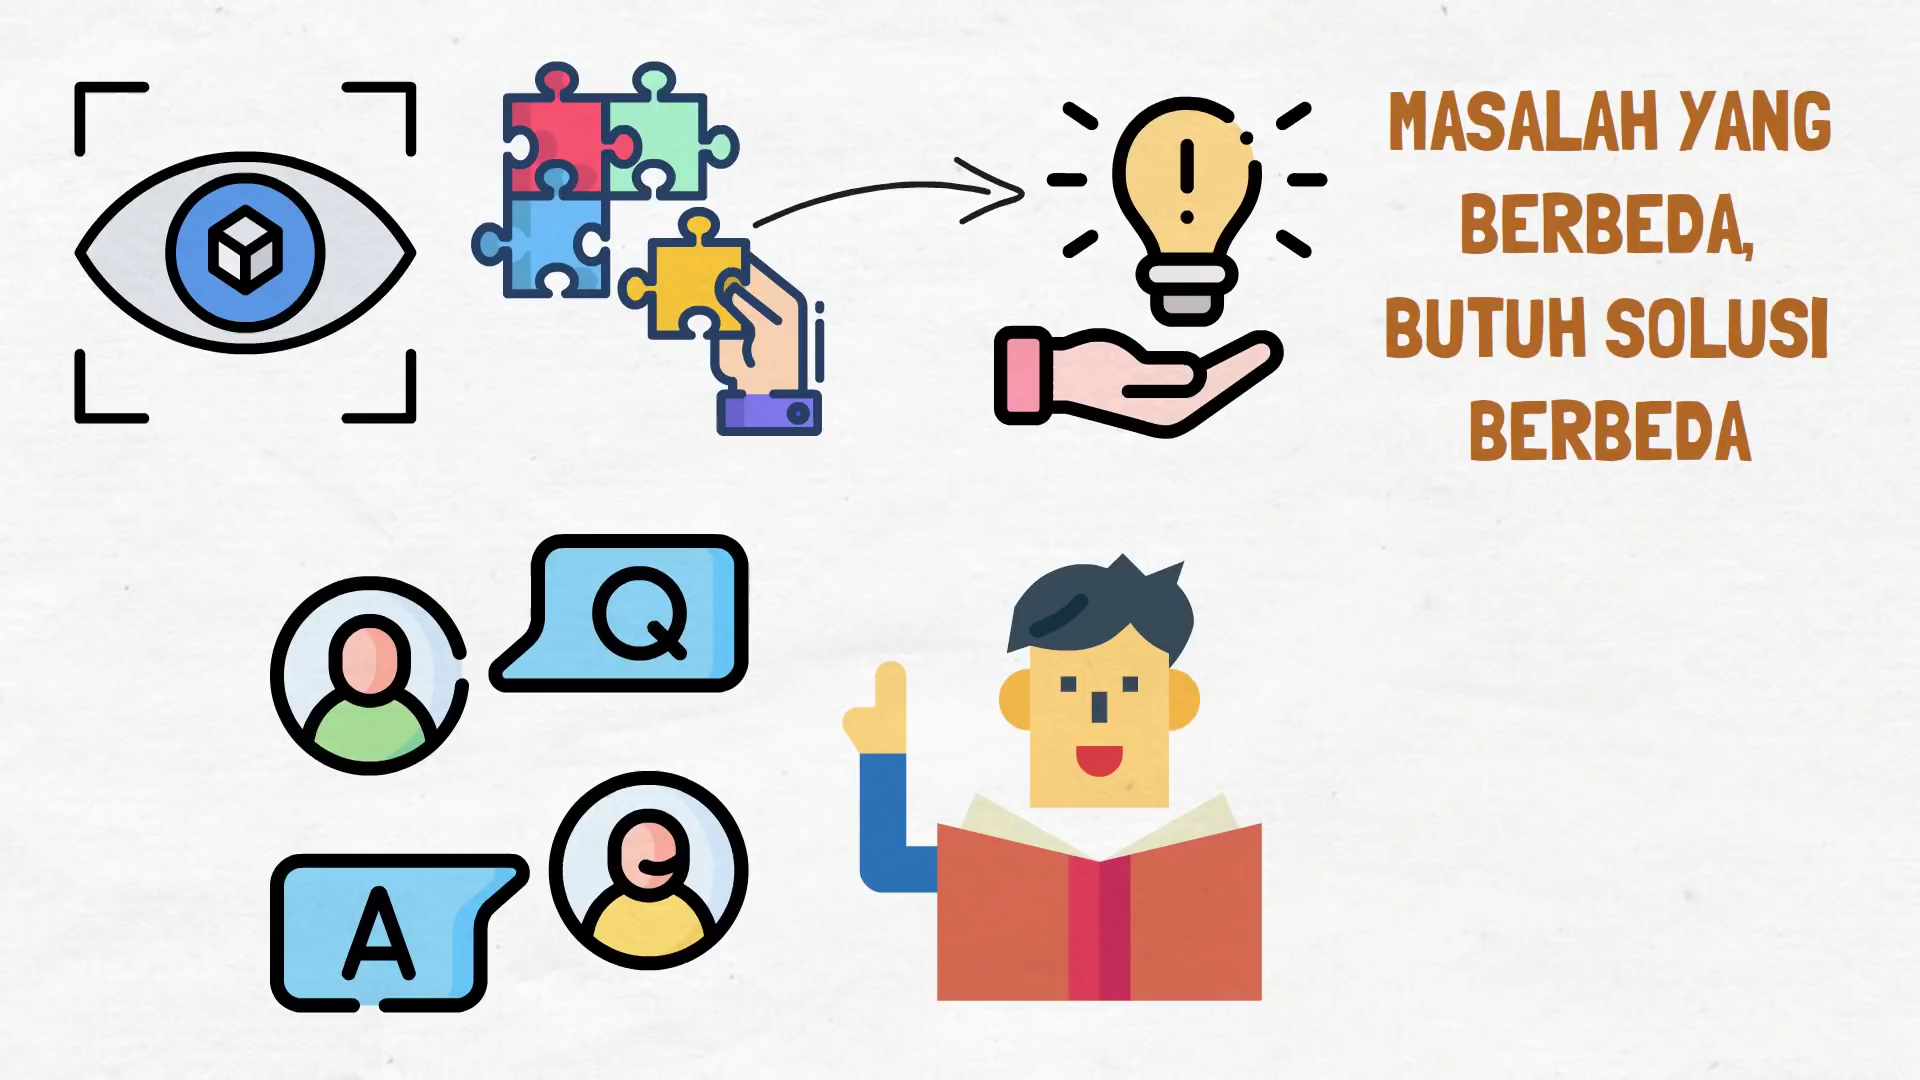 MASALAH YANG
BERBEDA,
BUTUH SOLUSI
BERBEDA
Q
A